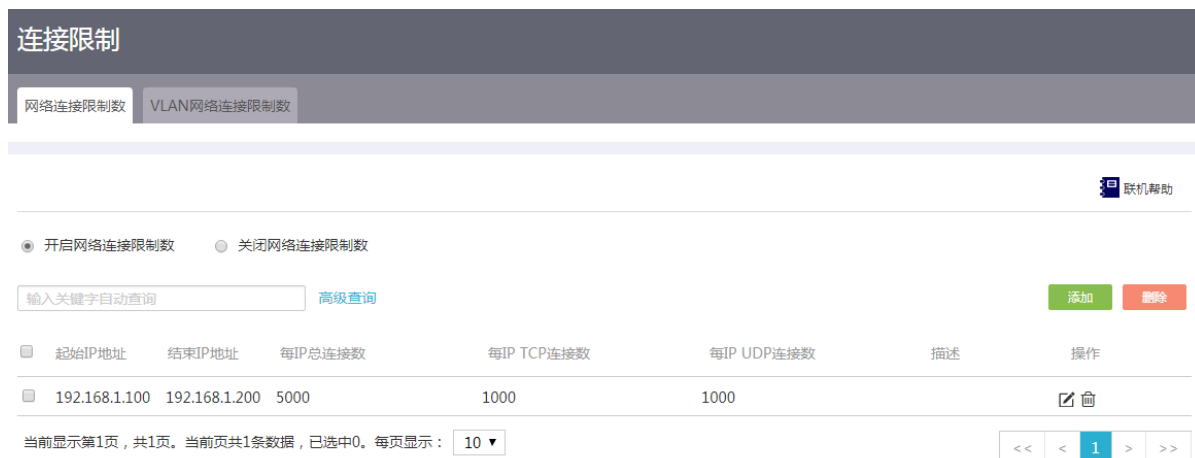 连接限制
网络连接限制数 VLAN网络连接限制数
联机帮助
开启网络连接限制数 关闭网络连接限制数
输入关键字自动查询 高级查询 添加 删除
起始IP地址 结束IP地址 每IP总连接数 每IP TCP连接数 每IP UDP连接数 描述 操作
192.168.1.100 192.168.1.200 5000 1000 1000
当前显示第1页，共1页。当前页共1条数据，已选中0。每页显示： 10 << < 1 > >>